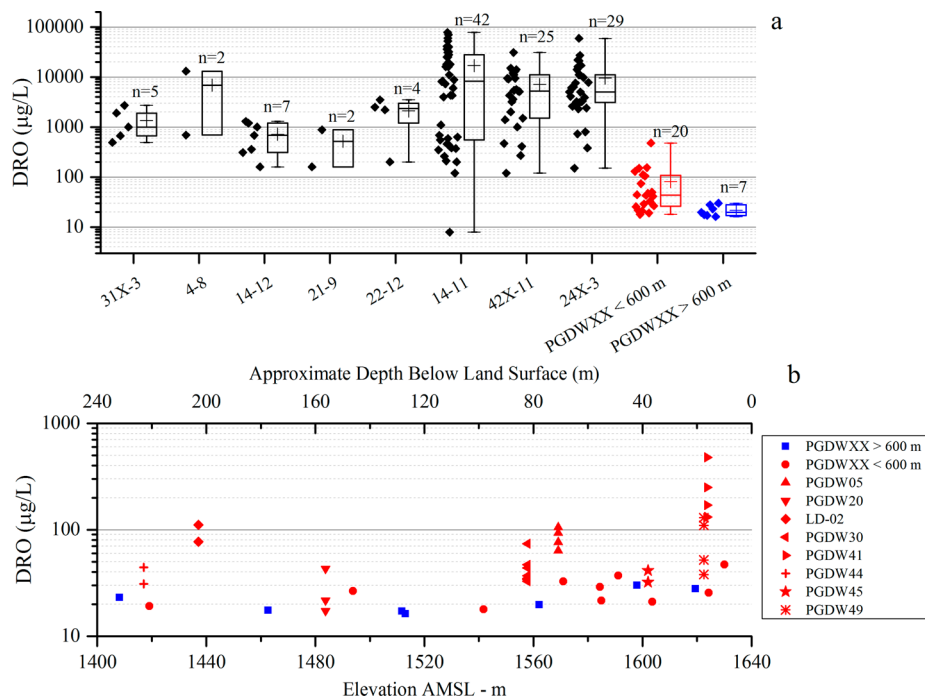 a
100000
10000
1000
100
10
DRO (µg/L)
n=5
n=2
n=7
n=2
n=4
n=42
n=25
n=29
n=20
n=7
31X-3
4-8
14-12
21-9
22-12
14-11
42X-11
24X-3
PGDWXX < 600 m
PGDWXX > 600 m
b
Approximate Depth Below Land Surface (m)
240 200 160 120 80 40 0
1000
100
10
DRO (µg/L)
1400 1440 1480 1520 1560 1600 1640
Elevation AMSL - m
PGDWXX > 600 m
PGDWXX < 600 m
PGDW05
PGDW20
LD-02
PGDW30
PGDW41
PGDW44
PGDW45
PGDW49